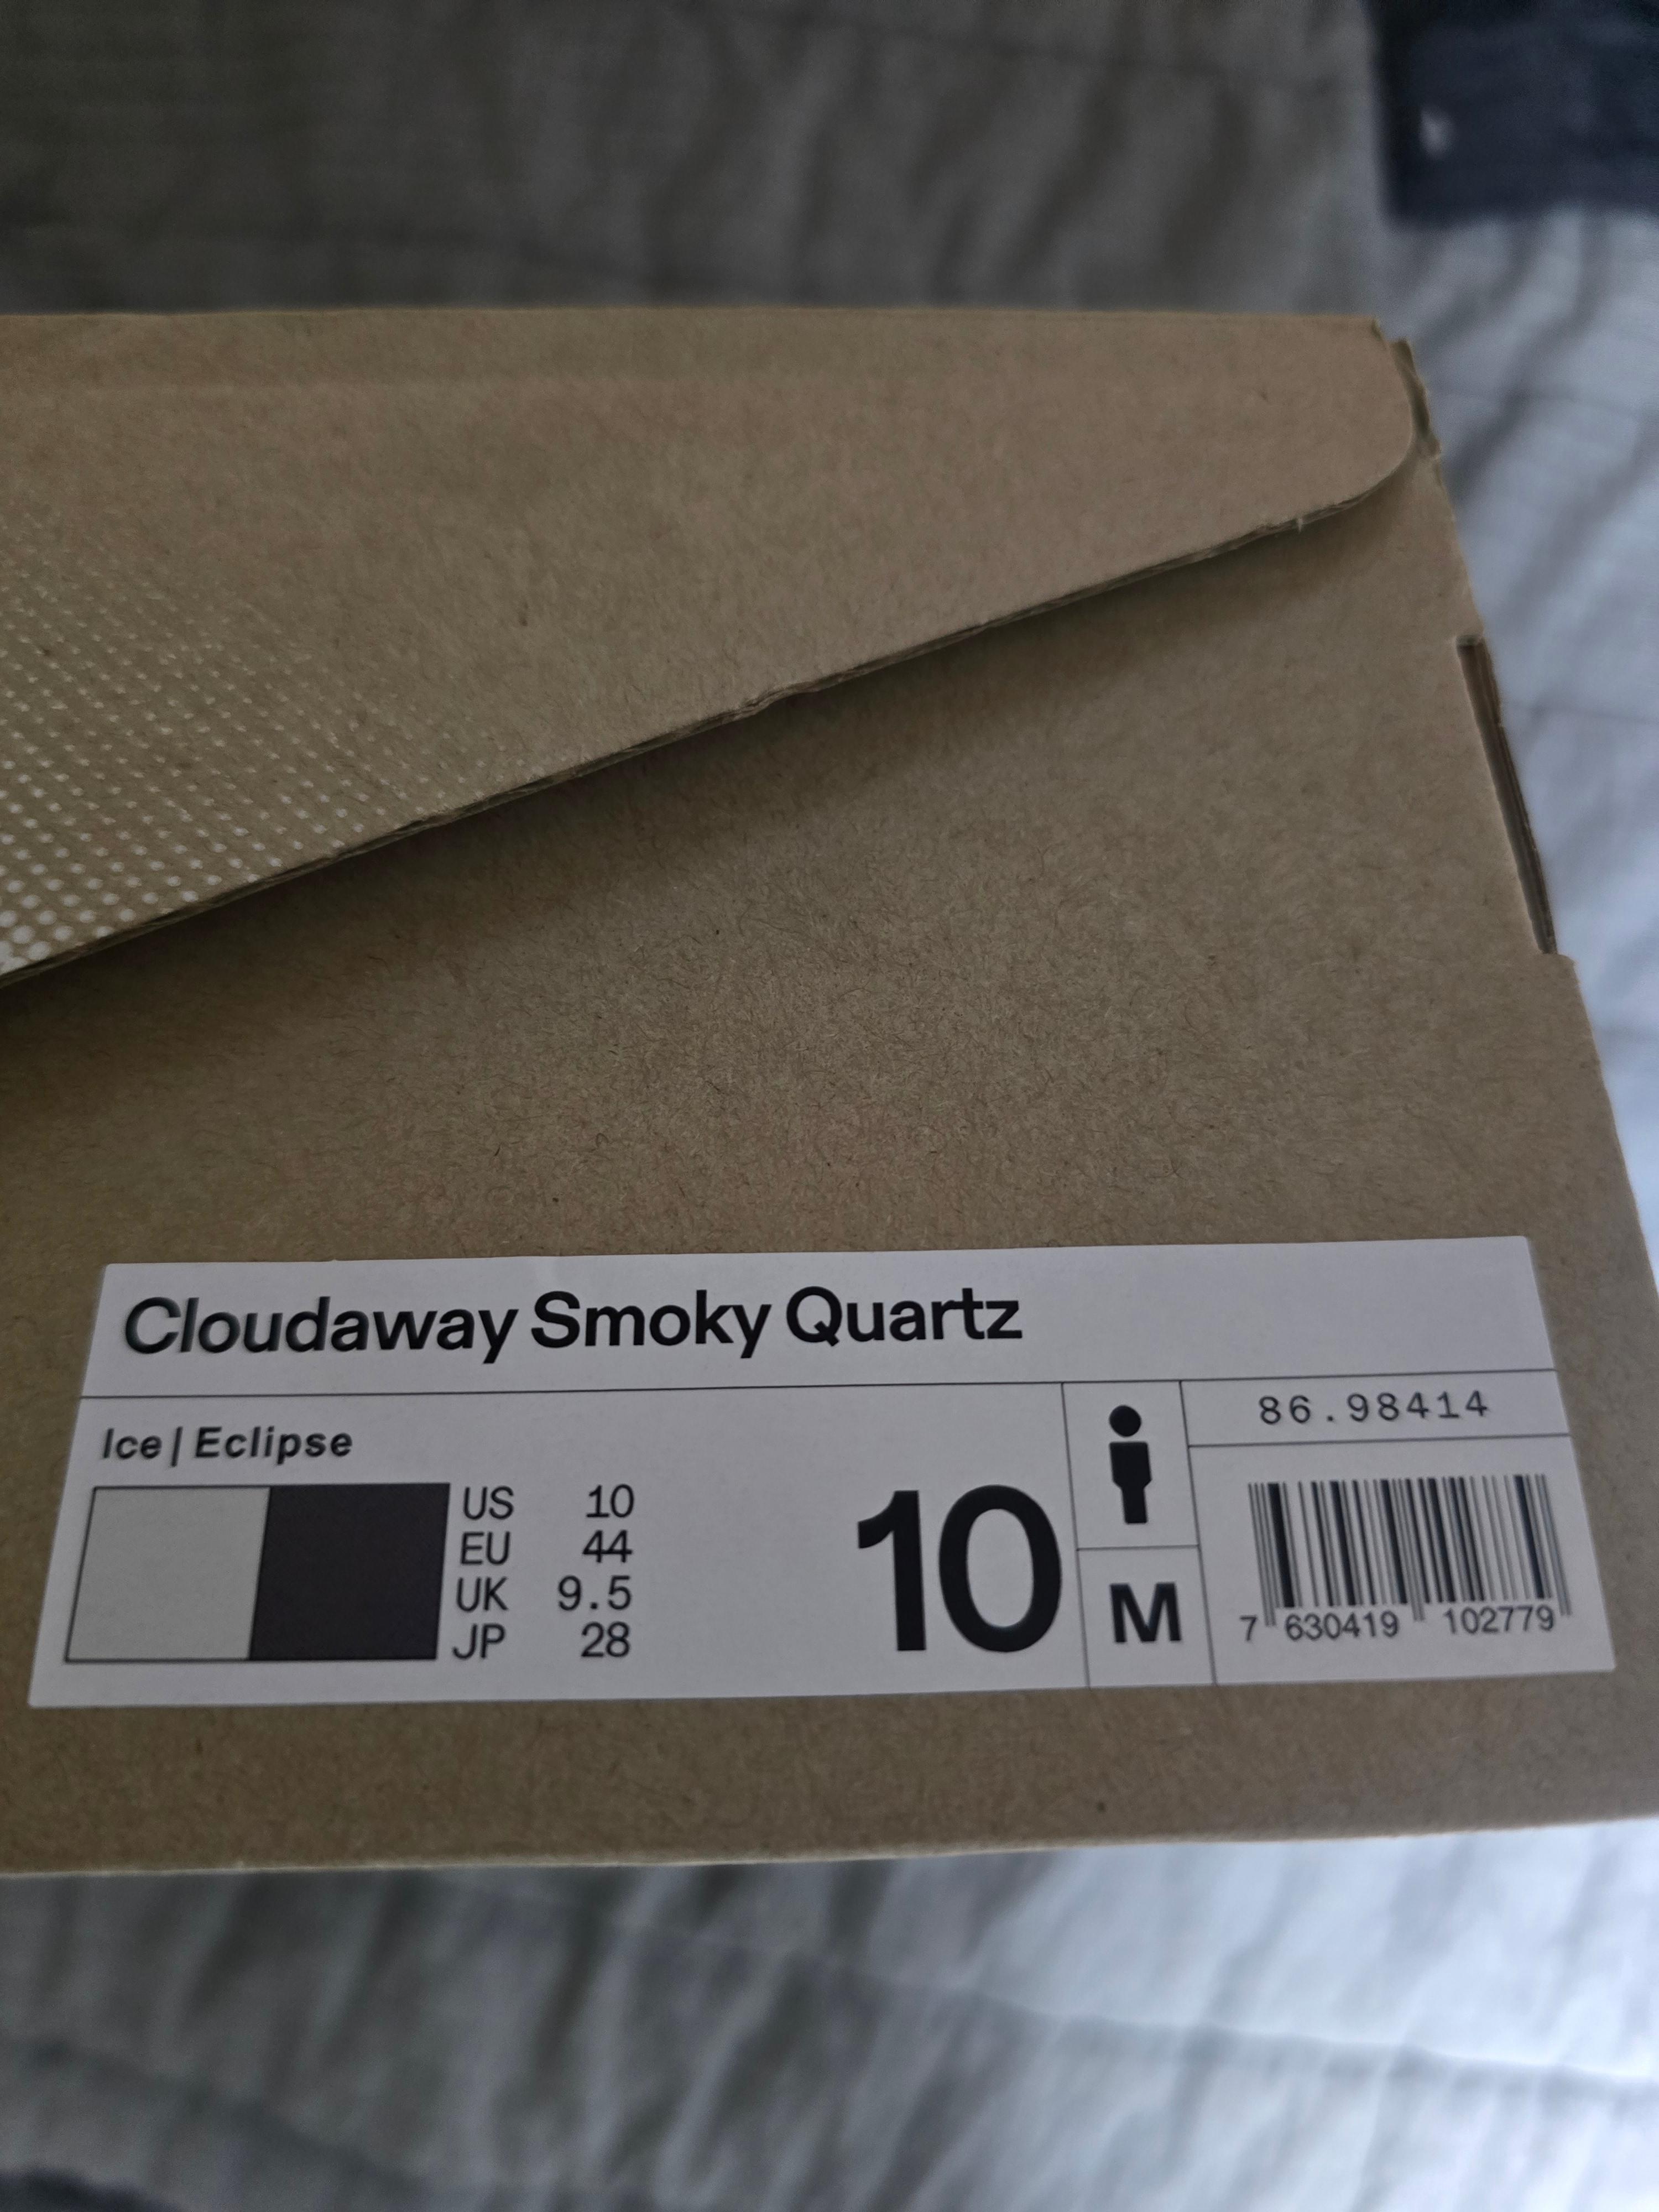 Cloudaway Smoky Quartz
Ice | Eclipse
US 10
EU 44
UK 9.5
JP 28
10
M
86.98414
7 630419 102779